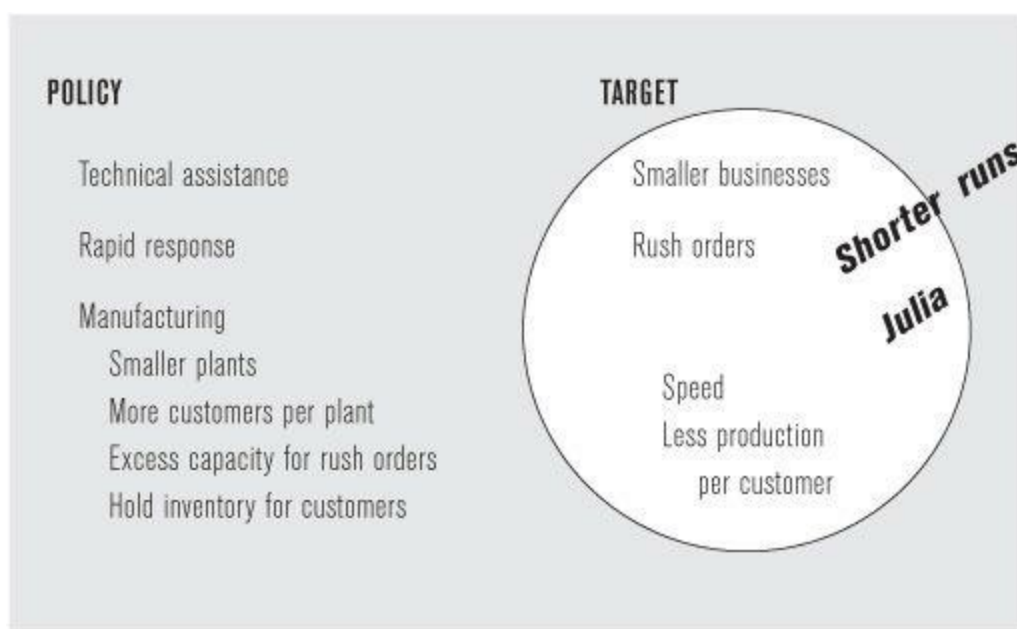 POLICY
Technical assistance
Rapid response
Manufacturing
Smaller plants
More customers per plant
Excess capacity for rush orders
Hold inventory for customers
TARGET
Smaller businesses
Rush orders
Speed
Less production
per customer
Shorter runs
Julia